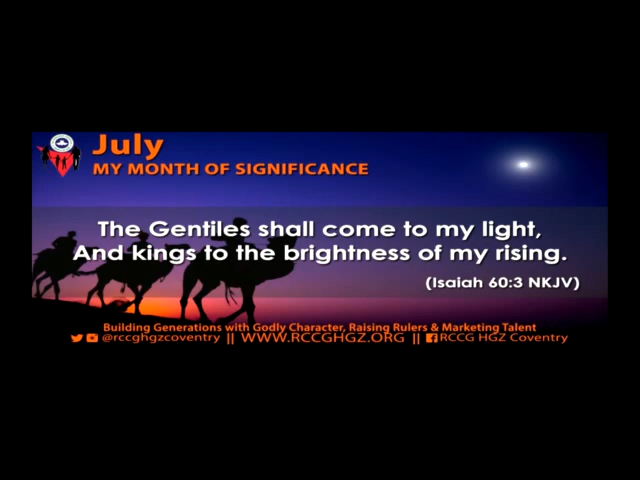 July
MY MONTH OF SIGNIFICANCE
The Gentiles shall come to my light,
And kings to the brightness of my rising.
(Isaiah 60:3 NKJV)
Building Generations with Godly Character, Raising Rulers & Marketing Talent
@rccghgzcoventry || WWW.RCCGHGZ.ORG || RCCG HGZ Coventry